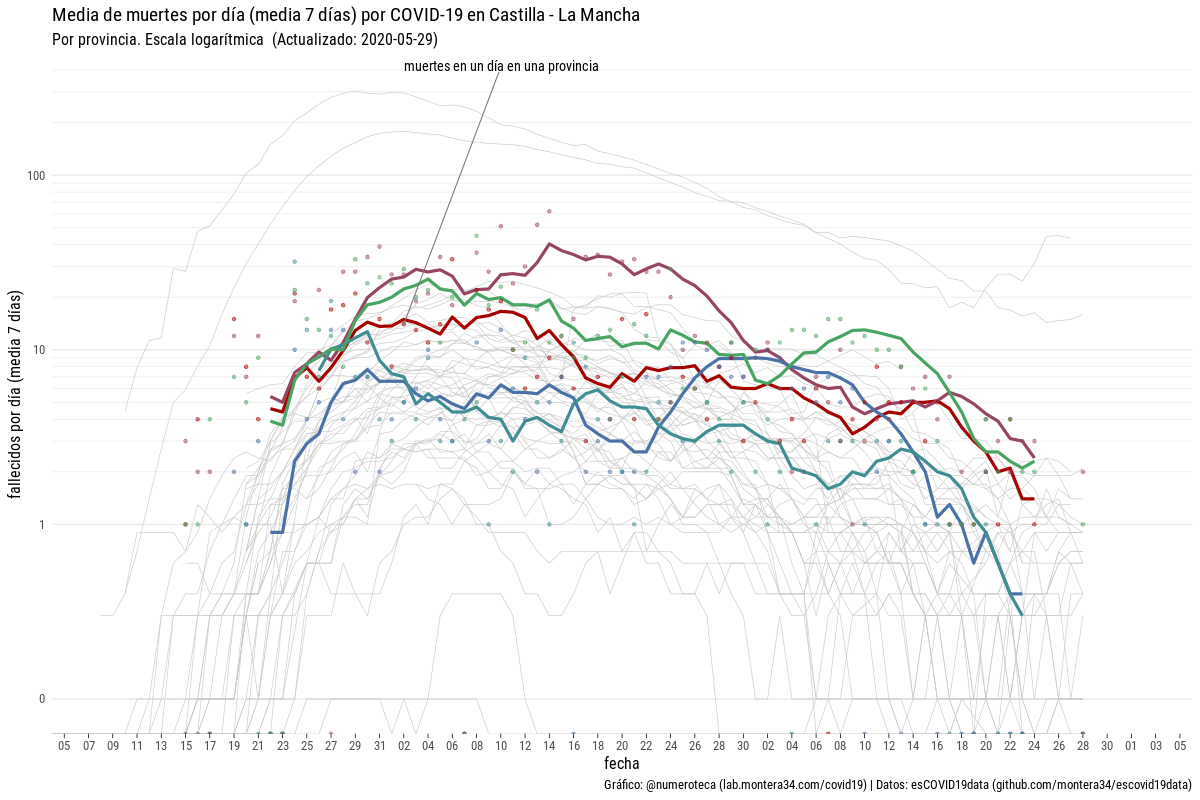 Media de muertes por día (media 7 días) por COVID-19 en Castilla - La Mancha
Por provincia. Escala logarítmica (Actualizado: 2020-05-29)
muertes en un día en una provincia
fallecidos por día (media 7 días)
100
10
1
0
05 07 09 11 13 15 17 19 21 23 25 27 29 31 02 04 06 08 10 12 14 16 18 20 22 24 26 28 30 02 04 06 08 10 12 14 16 18 20 22 24 26 28 30 01 03 05
fecha
Gráfico: @numeroteca (lab.montera34.com/covid19) | Datos: esCOVID19data (github.com/montera34/escovid19data)